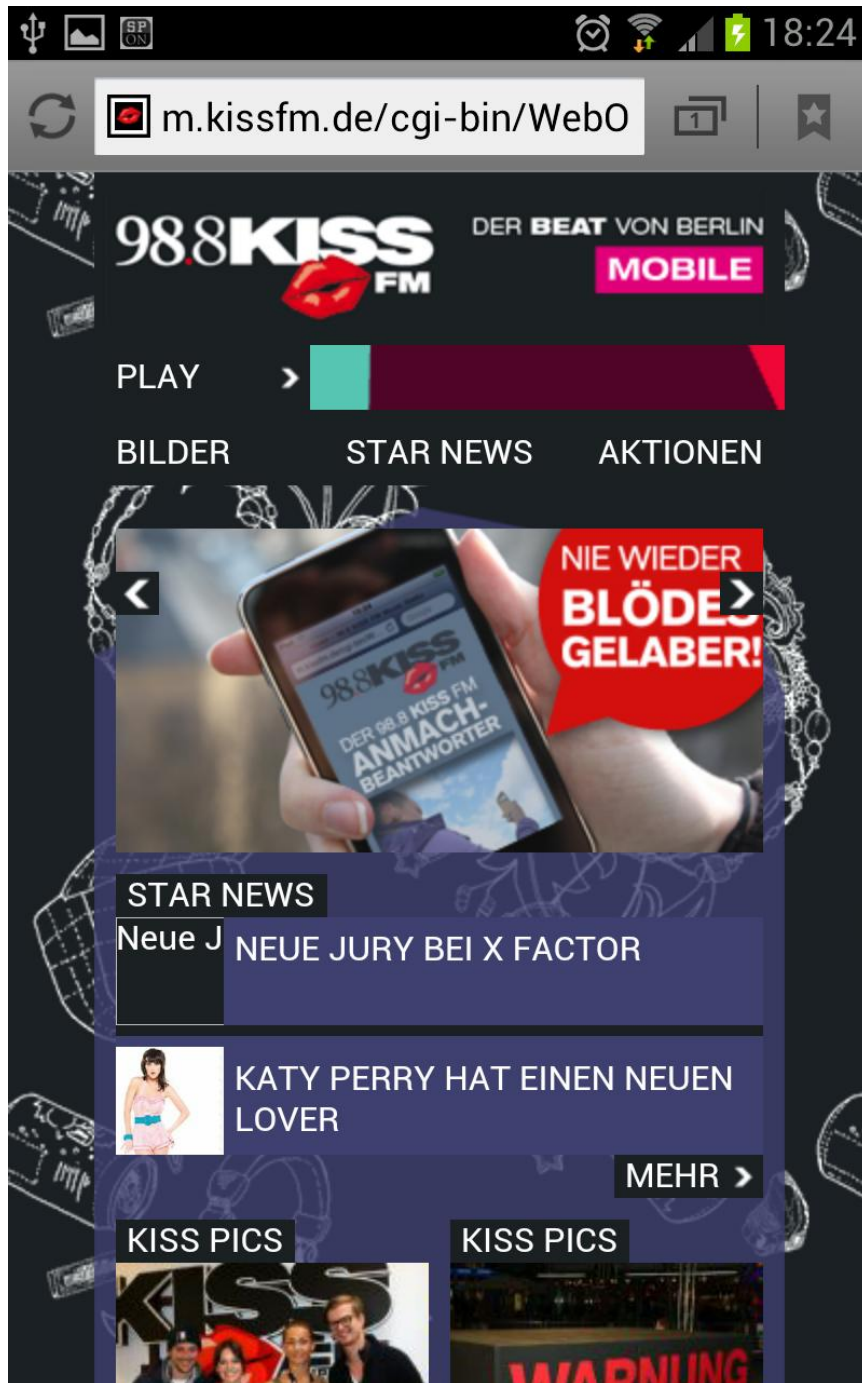 SP
ON
18:24
m.kissfm.de/cgi-bin/WebO
1
98.8 KISS FM
DER BEAT VON BERLIN
MOBILE
PLAY
BILDER STAR NEWS AKTIONEN
NIE WIEDER
BLÖDES
GELABER!
98.8 KISS FM
DER 98.8 KISS FM
ANMACH-
BEANTWORTER
STAR NEWS
Neue J
NEUE JURY BEI X FACTOR
KATY PERRY HAT EINEN NEUEN
LOVER
MEHR
KISS PICS KISS PICS
KISS
WARNUNG